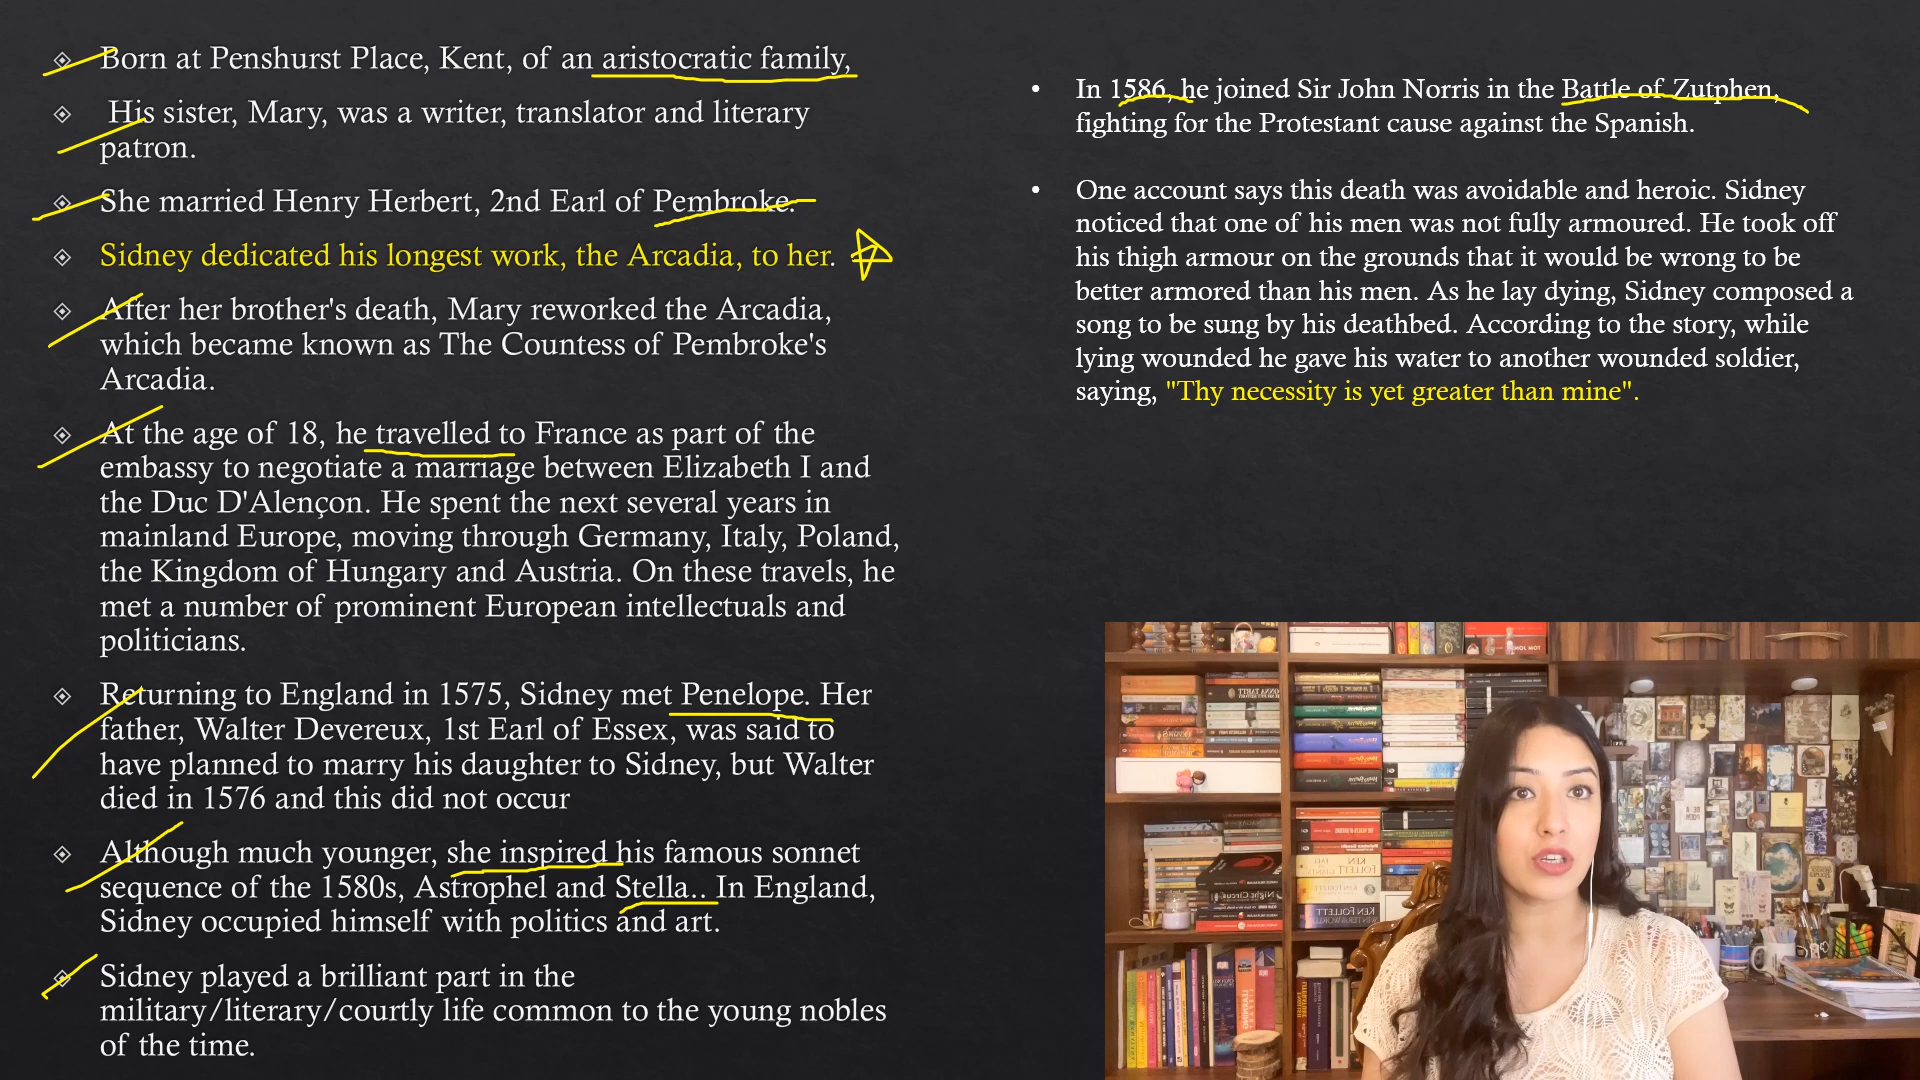 Born at Penshurst Place, Kent, of an aristocratic family,
His sister, Mary, was a writer, translator and literary
patron.
She married Henry Herbert, 2nd Earl of Pembroke.
Sidney dedicated his longest work, the Arcadia, to her.
After her brother's death, Mary reworked the Arcadia,
which became known as The Countess of Pembroke's
Arcadia.
At the age of 18, he travelled to France as part of the
embassy to negotiate a marriage between Elizabeth I and
the Duc D'Alençon. He spent the next several years in
mainland Europe, moving through Germany, Italy, Poland,
the Kingdom of Hungary and Austria. On these travels, he
met a number of prominent European intellectuals and
politicians.
Returning to England in 1575, Sidney met Penelope. Her
father, Walter Devereux, 1st Earl of Essex, was said to
have planned to marry his daughter to Sidney, but Walter
died in 1576 and this did not occur
Although much younger, she inspired his famous sonnet
sequence of the 1580s, Astrophel and Stella.. In England,
Sidney occupied himself with politics and art.
Sidney played a brilliant part in the
military/literary/courtly life common to the young nobles
of the time.
In 1586, he joined Sir John Norris in the Battle of Zutphen,
fighting for the Protestant cause against the Spanish.
One account says this death was avoidable and heroic. Sidney
noticed that one of his men was not fully armoured. He took off
his thigh armour on the grounds that it would be wrong to be
better armored than his men. As he lay dying, Sidney composed a
song to be sung by his deathbed. According to the story, while
lying wounded he gave his water to another wounded soldier,
saying, "Thy necessity is yet greater than mine".
DONNA TARTT
KEN
FOLLETT
KEN FOLLETT
Night Circus